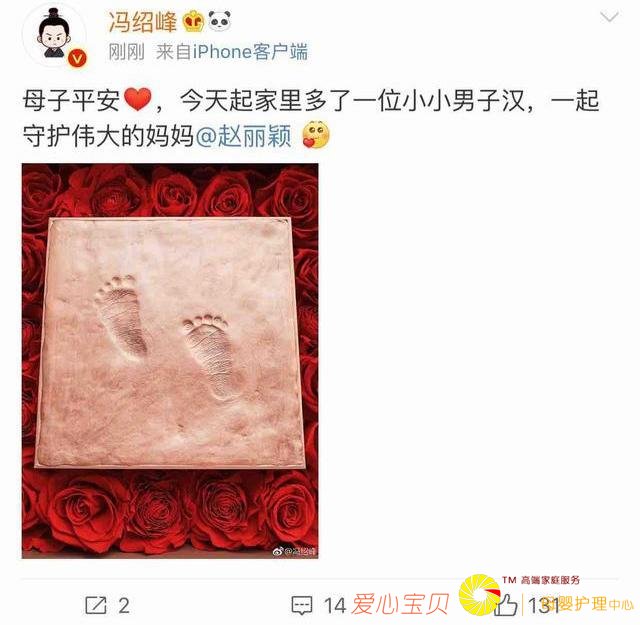 冯绍峰
刚刚 来自iPhone客户端
母子平安，今天起家里多了一位小小男子汉，一起
守护伟大的妈妈@赵丽颖
@冯绍峰
2
14
131
爱心宝贝
TM 高端家庭服务
母婴护理中心